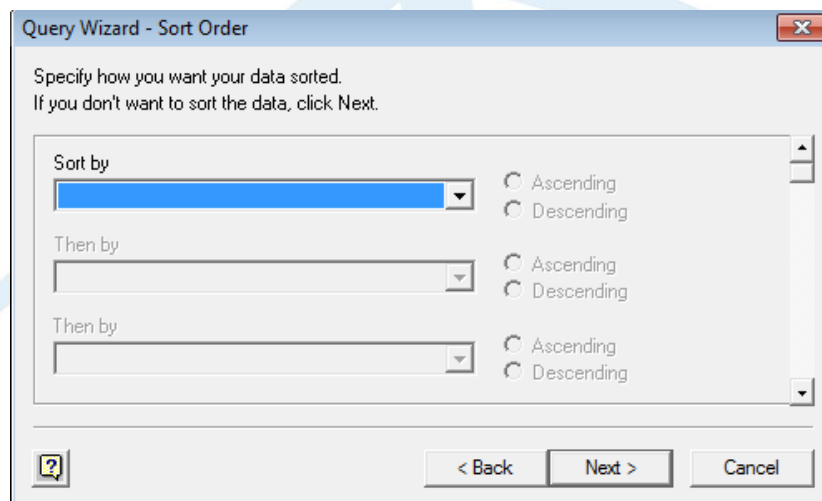 Query Wizard - Sort Order
Specify how you want your data sorted.
If you don't want to sort the data, click Next.
Sort by
Ascending
Descending
Then by
Ascending
Descending
Then by
Ascending
Descending
?
< Back
Next >
Cancel